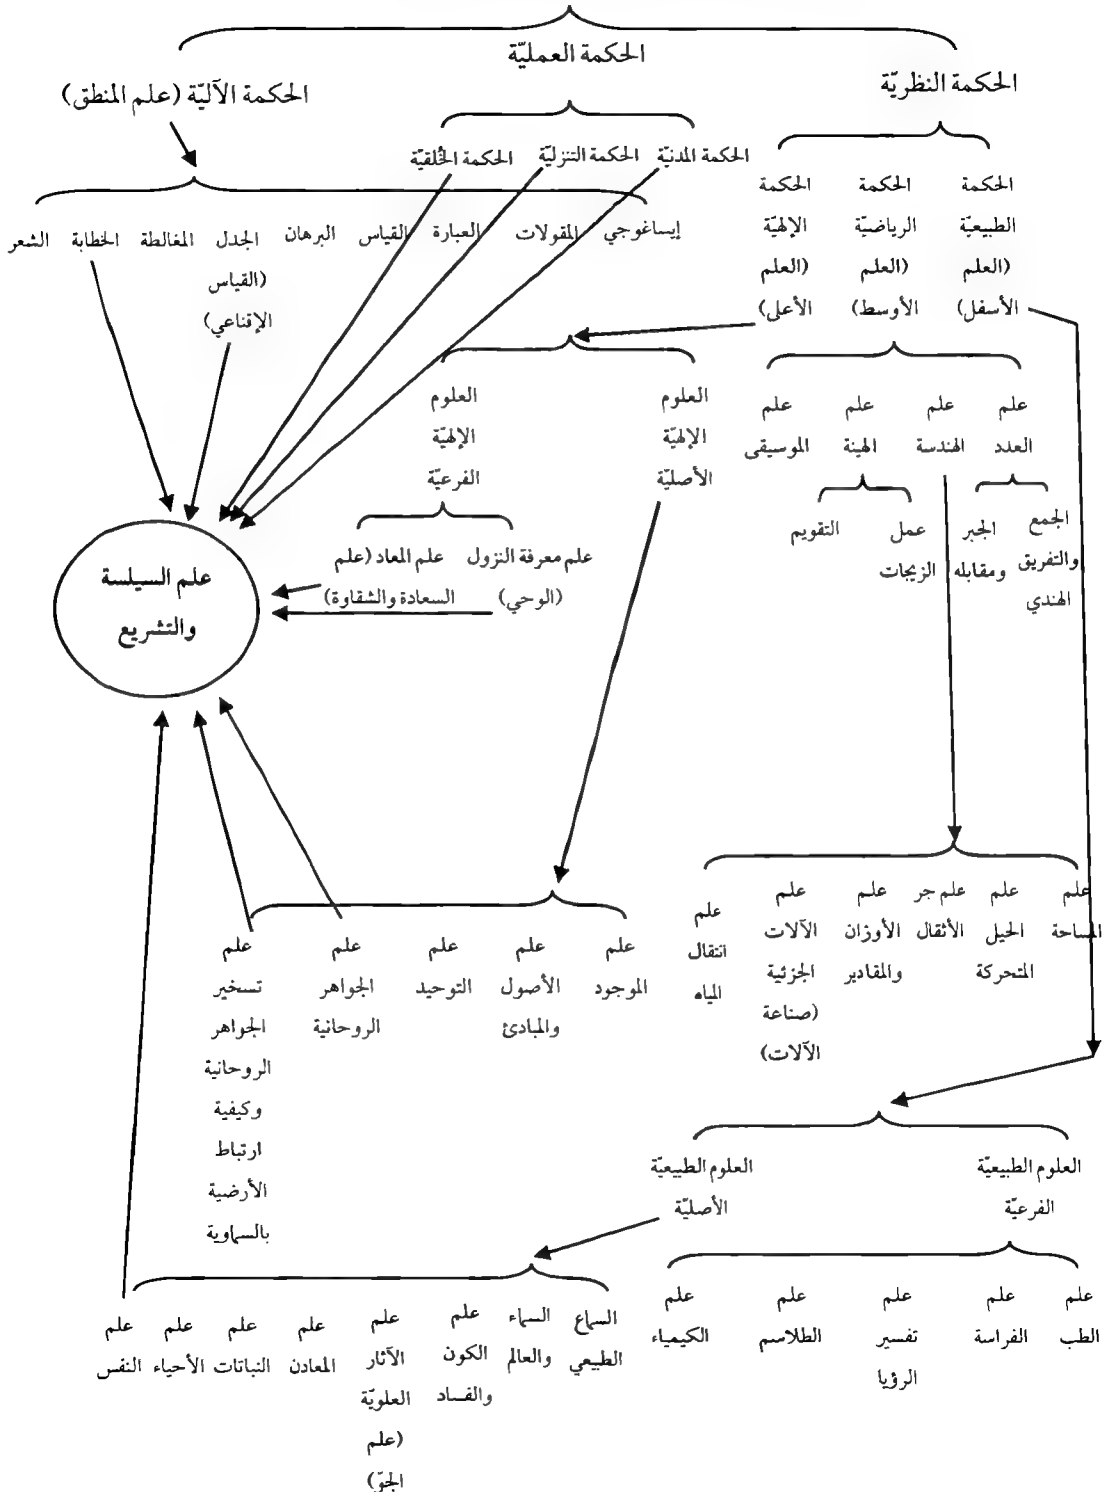 الحكمة العمليّة
الحكمة النظريّة
الحكمة الآليّة (علم المنطق)
الحكمة المدنيّة
الحكمة التنزليّة
الحكمة الخُلقيّة
الحكمة
الطبيعيّة
(العلم
الأسفل)
الحكمة
الرياضيّة
(العلم
الأوسط)
الحكمة
الإلهيّة
(العلم
الأعلى)
إيساغوجي
المقولات
العبارة
القياس
البرهان
الجدل
(القياس
الإقناعي)
المغالطة
الخطابة
الشعر
علم
العدد
علم
الهندسة
علم
الهيئة
علم
الموسيقى
العلوم
الإلهيّة
الأصليّة
العلوم
الإلهيّة
الفرعيّة
الجمع
والتفريق
الهندي
الجبر
ومقابله
عمل
الزيجات
التقويم
علم معرفة النزول
(الوحي)
علم المعاد (علم
السعادة والشقاوة)
علم السيلسة
والتشريع
علم
المساحة
علم
الحيل
المتحركة
علم جر
الأثقال
علم
الأوزان
والمقادير
علم
الآلات
الجزئية
(صناعة
الآلات)
علم
انتقال
المياه
علم
الموجود
علم
الأصول
والمبادئ
علم
التوحيد
علم
الجواهر
الروحانية
علم
تسخير
الجواهر
الروحانية
وكيفية
ارتباط
الأرضية
بالسماوية
العلوم الطبيعيّة
الفرعيّة
العلوم الطبيعيّة
الأصليّة
علم
الطب
علم
الفراسة
علم
تفسير
الرؤيا
علم
الطلاسم
علم
الكيمياء
السماع
الطبيعي
السماء
والعالم
علم
الكون
والفساد
علم
الآثار
العلويّة
(علم
الجوّ)
علم
المعادن
علم
النباتات
علم
الأحياء
علم
النفس